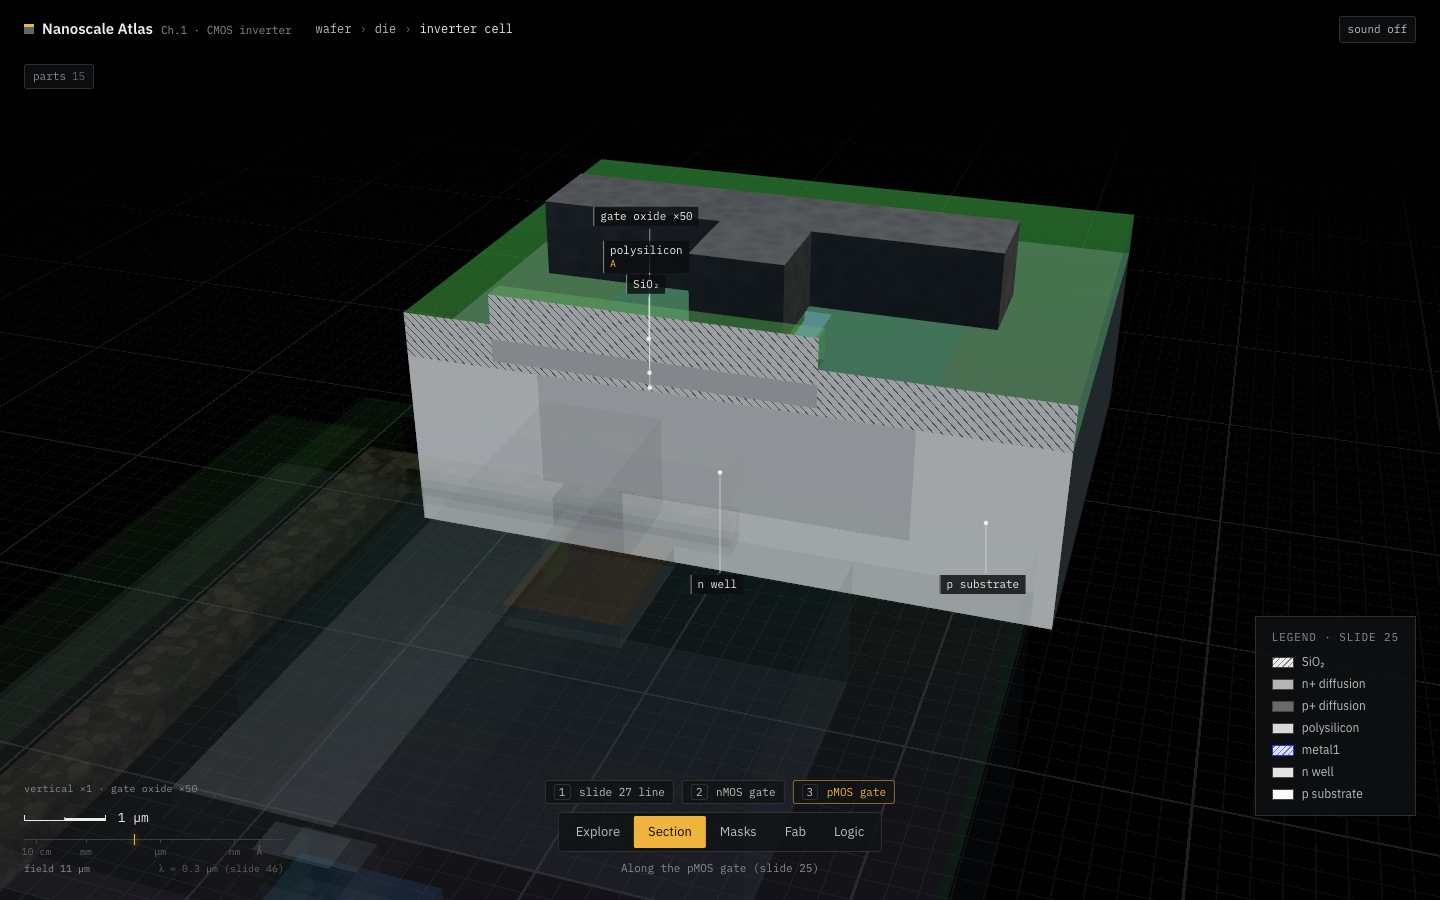 Nanoscale Atlas Ch.1 · CMOS inverter wafer › die › inverter cell
sound off
parts 15
gate oxide ×50
polysilicon
A
SiO₂
n well
p substrate
LEGEND · SLIDE 25
SiO₂
n+ diffusion
p+ diffusion
polysilicon
metal1
n well
p substrate
vertical ×1 · gate oxide ×50
1 µm
10 cm mm µm nm Å
field 11 µm λ = 0.3 µm (slide 46)
1 slide 27 line 2 nMOS gate 3 pMOS gate
Explore Section Masks Fab Logic
Along the pMOS gate (slide 25)